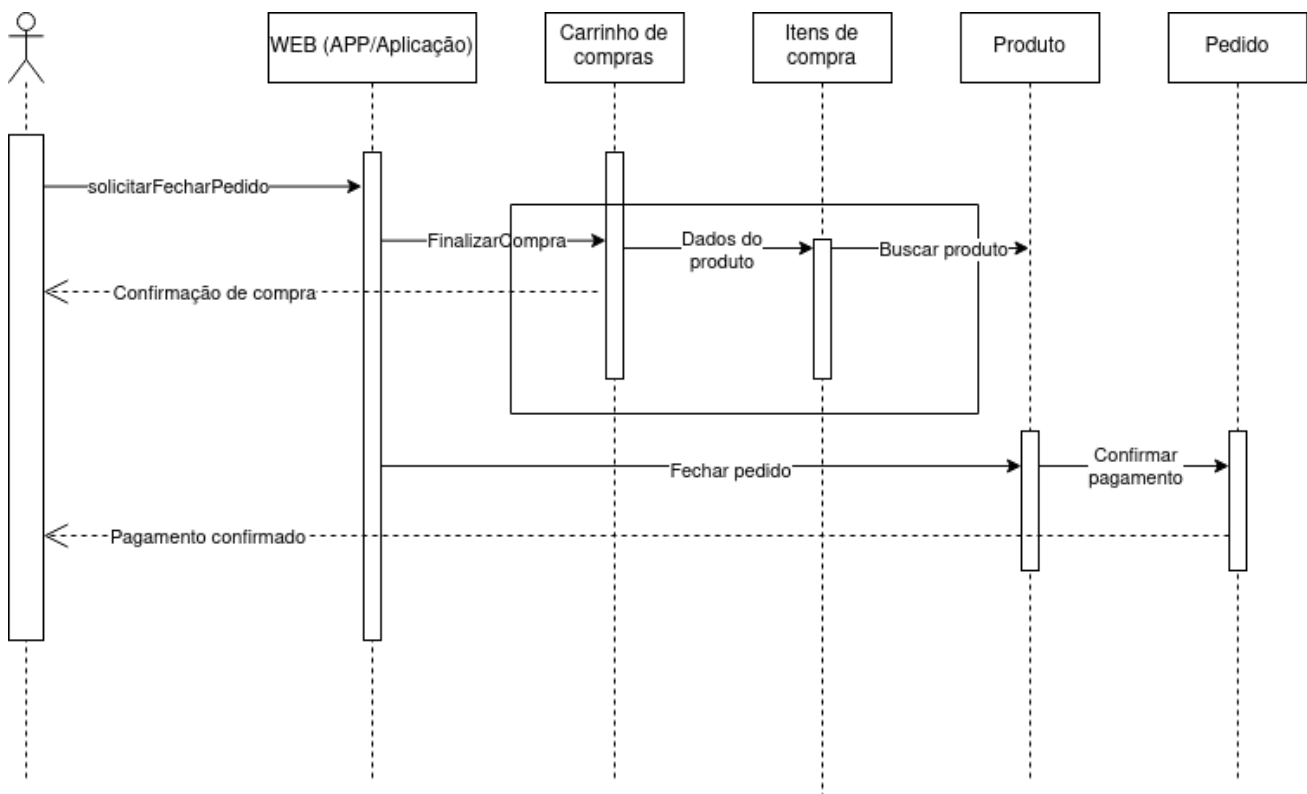 WEB (APP/Aplicação)
Carrinho de
compras
Itens de
compra
Produto
Pedido
solicitarFecharPedido
FinalizarCompra
Dados do
produto
Buscar produto
Confirmação de compra
Fechar pedido
Confirmar
pagamento
Pagamento confirmado